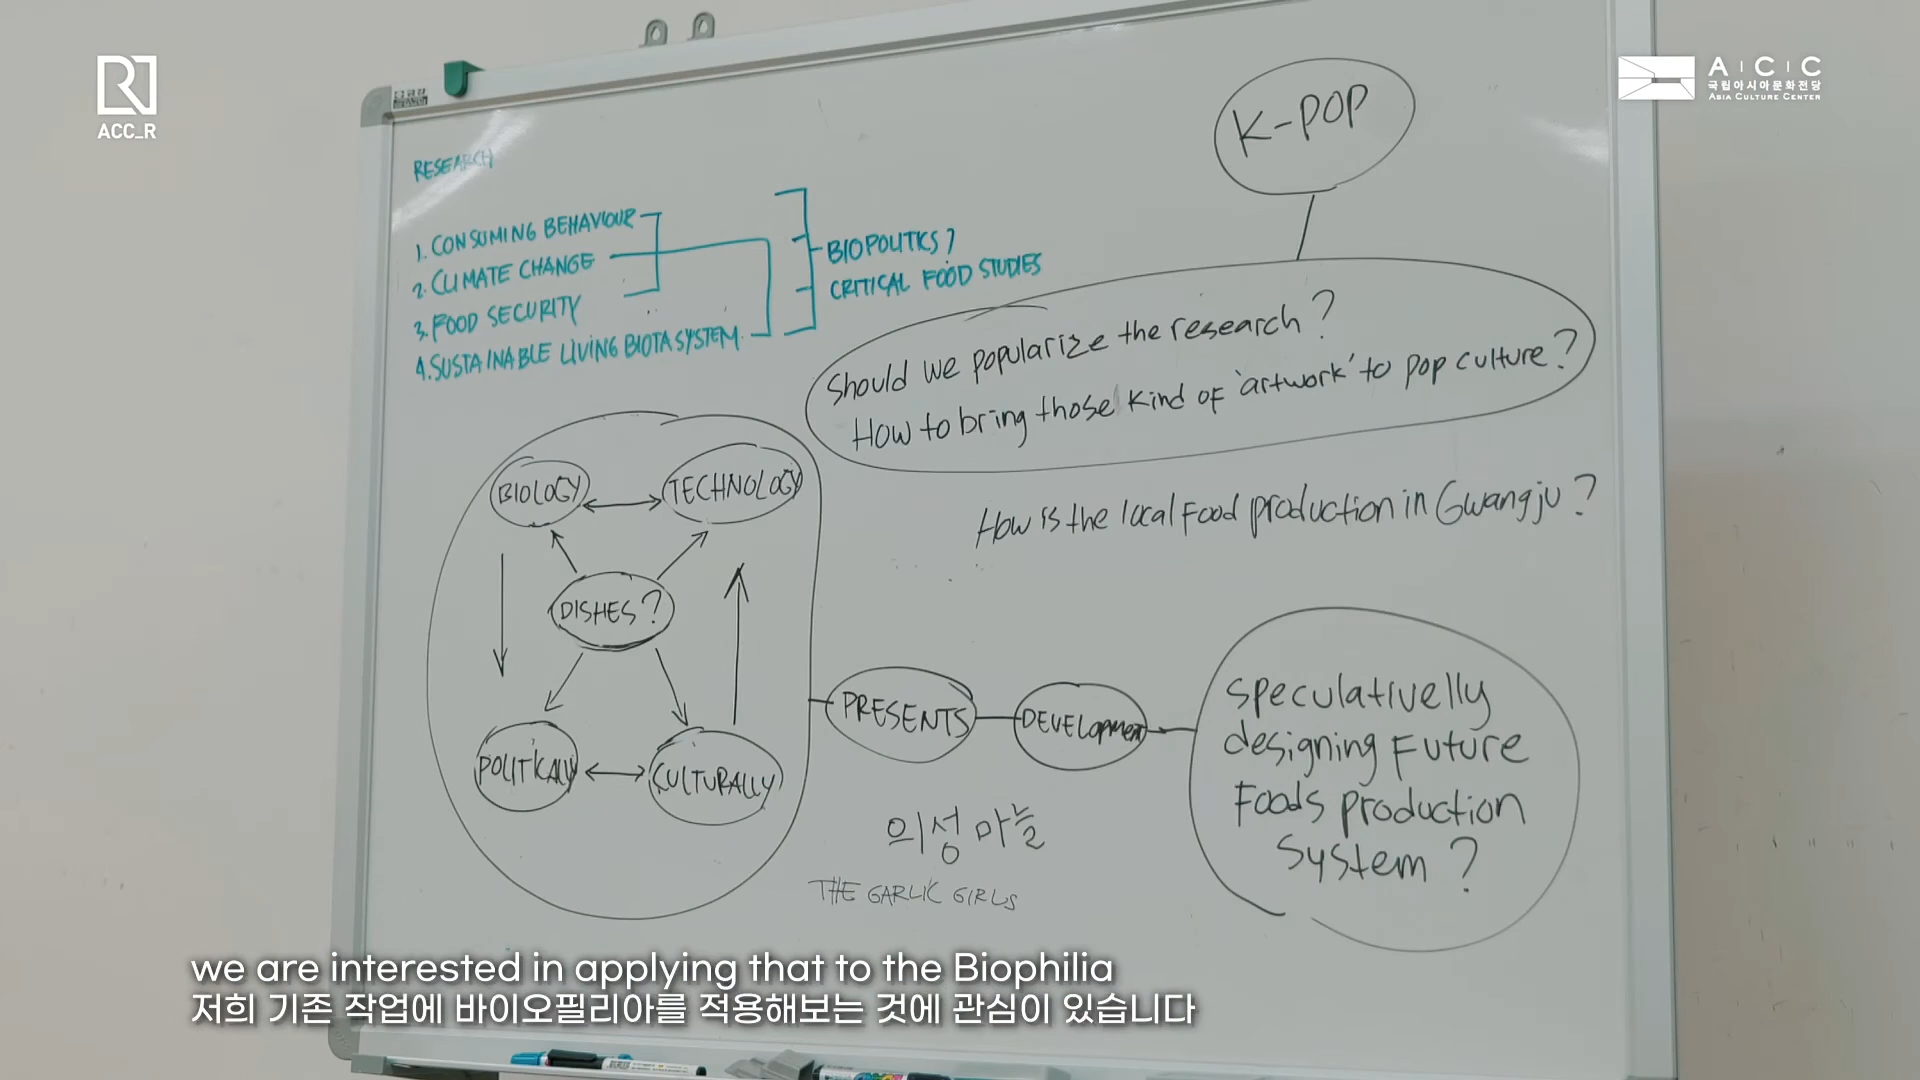 ACC_R
A C C
국립아시아문화전당
ASIA CULTURE CENTER
K-POP
RESEARCH
1. CONSUMING BEHAVIOUR
2. CLIMATE CHANGE
3. FOOD SECURITY
4. SUSTAINABLE LIVING BIOTA SYSTEM
BIOPOLITICS?
CRITICAL FOOD STUDIES
Should we popularize the research?
How to bring those kind of 'artwork' to pop culture?
How is the local food production in Gwangju?
BIOLOGY
TECHNOLOGY
DISHES?
POLITICALLY
CULTURALLY
PRESENTS
DEVELOPMENT
Speculativelly
designing Future
Foods production
System?
의성 마늘
THE GARLIC GIRLS
we are interested in applying that to the Biophilia
저희 기존 작업에 바이오필리아를 적용해보는 것에 관심이 있습니다